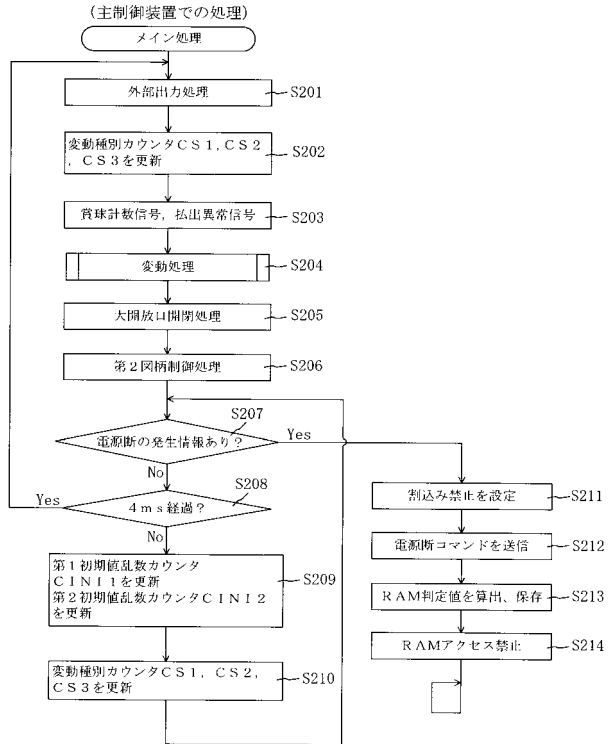 (主制御装置での処理)
メイン処理
外部出力処理
S201
変動種別カウンタCS1,CS2
,CS3を更新
S202
賞球計数信号,払出異常信号
S203
変動処理
S204
大開放口開閉処理
S205
第2図柄制御処理
S206
S207
電源断の発生情報あり?
Yes
No
S208
Yes
4ms経過?
No
第1初期値乱数カウンタ
CINI1を更新
第2初期値乱数カウンタCINI2
を更新
S209
変動種別カウンタCS1,CS2,
CS3を更新
S210
割込み禁止を設定
S211
電源断コマンドを送信
S212
RAM判定値を算出、保存
S213
RAMアクセス禁止
S214